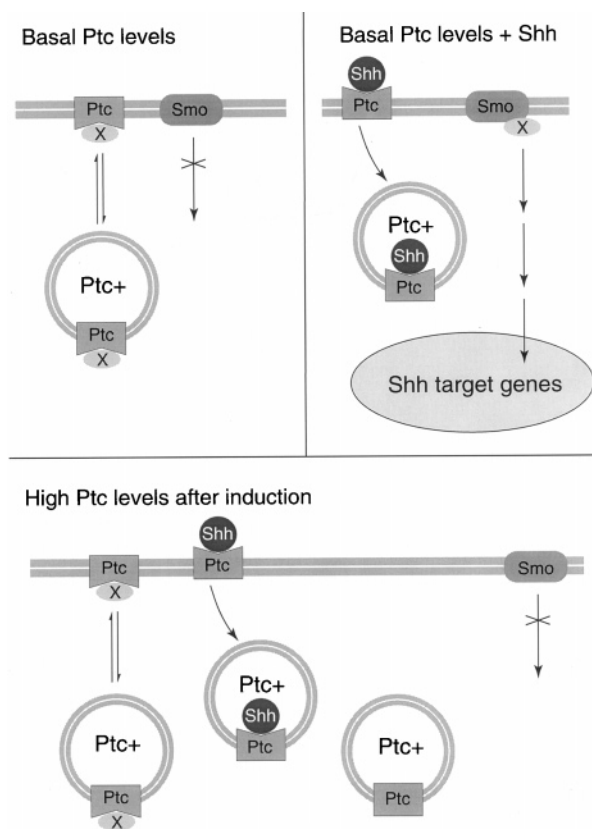 Basal Ptc levels
Ptc
Smo
X
Ptc+
Ptc
X
Basal Ptc levels + Shh
Shh
Ptc
Smo
X
Ptc+
Shh
Ptc
Shh target genes
High Ptc levels after induction
Shh
Ptc
Ptc
Smo
X
Ptc+
Shh
Ptc
Ptc+
Ptc+
Ptc
Ptc
X